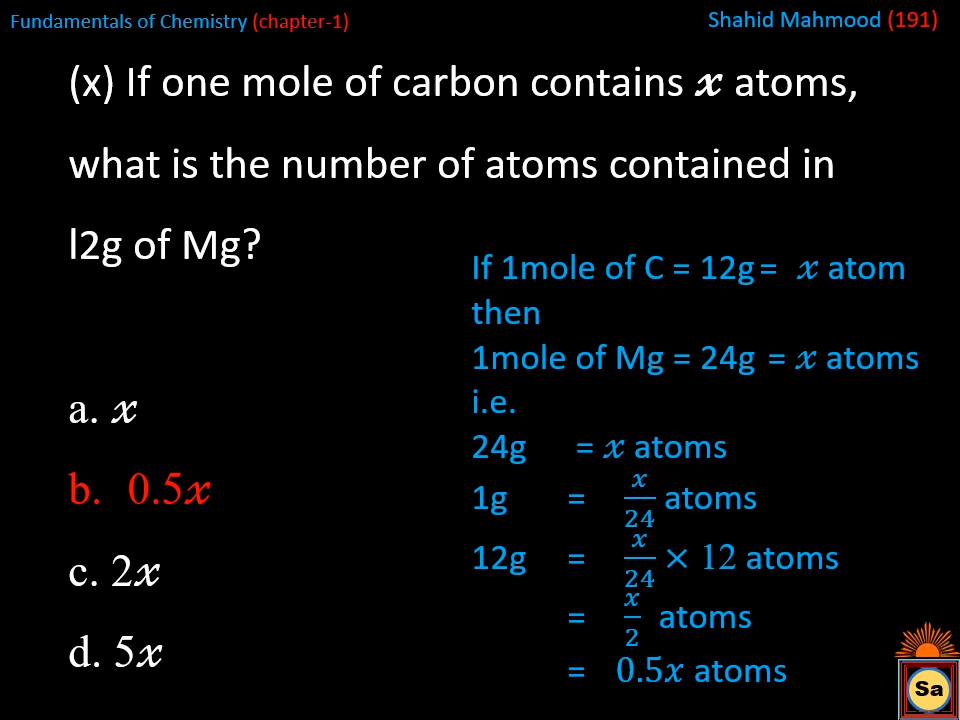 Fundamentals of Chemistry (chapter-1)
Shahid Mahmood (191)
(x) If one mole of carbon contains 𝑥 atoms,
what is the number of atoms contained in
l2g of Mg?
If 1mole of C = 12g = 𝑥 atom
then
1mole of Mg = 24g = 𝑥 atoms
i.e.
24g = 𝑥 atoms
1g = 𝑥/24 atoms
12g = 𝑥/24 × 12 atoms
= 𝑥/2 atoms
= 0.5𝑥 atoms
a. 𝑥
b. 0.5𝑥
c. 2𝑥
d. 5𝑥
Sa